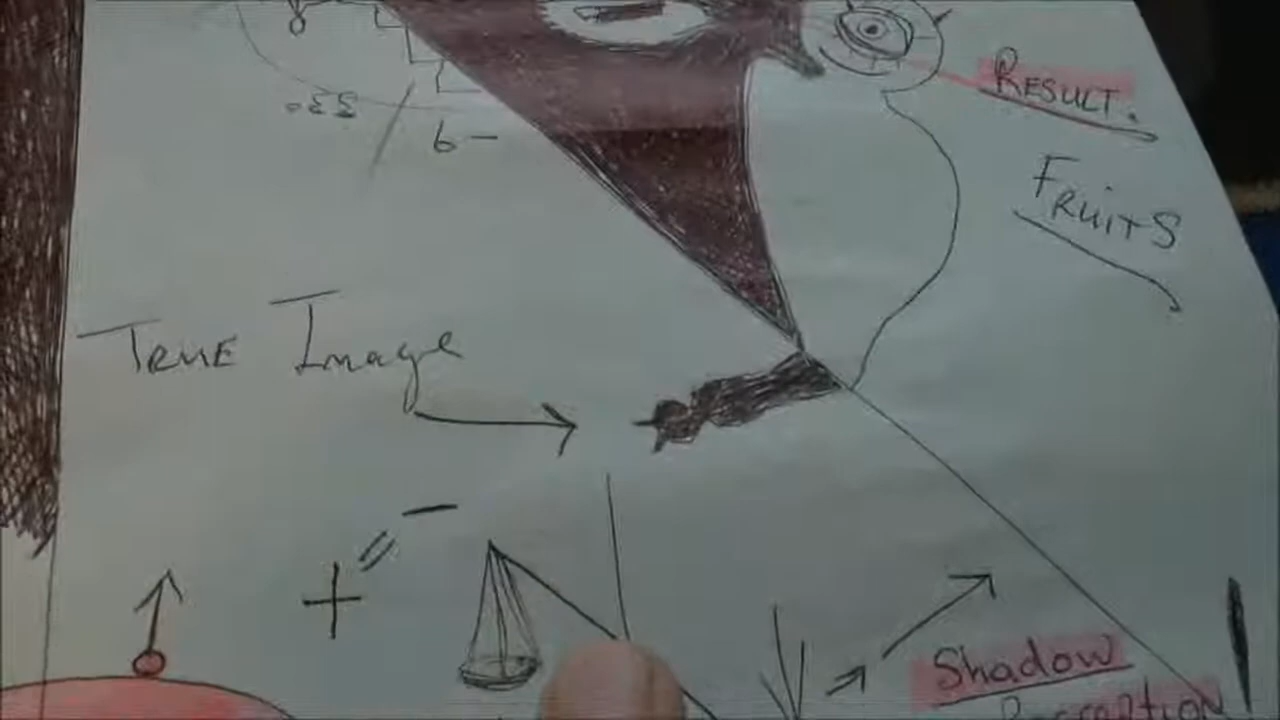 RESULT.
FRUITS
TRUE Image
+ // -
Shadow